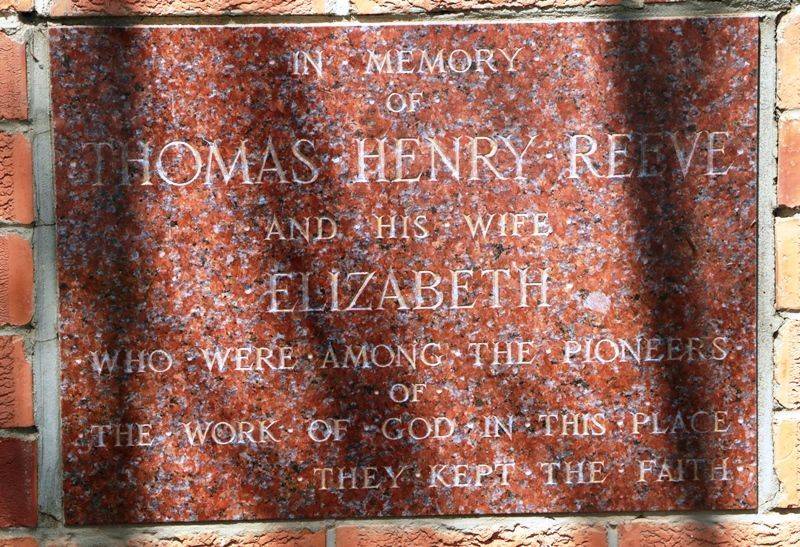 · IN · MEMORY
· OF ·
THOMAS · HENRY · REEVE
· AND · HIS · WIFE ·
· ELIZABETH ·
· WHO · WERE · AMONG · THE · PIONEERS ·
· OF ·
· THE · WORK · OF · GOD · IN · THIS · PLACE
· THEY · KEPT · THE · FAITH ·